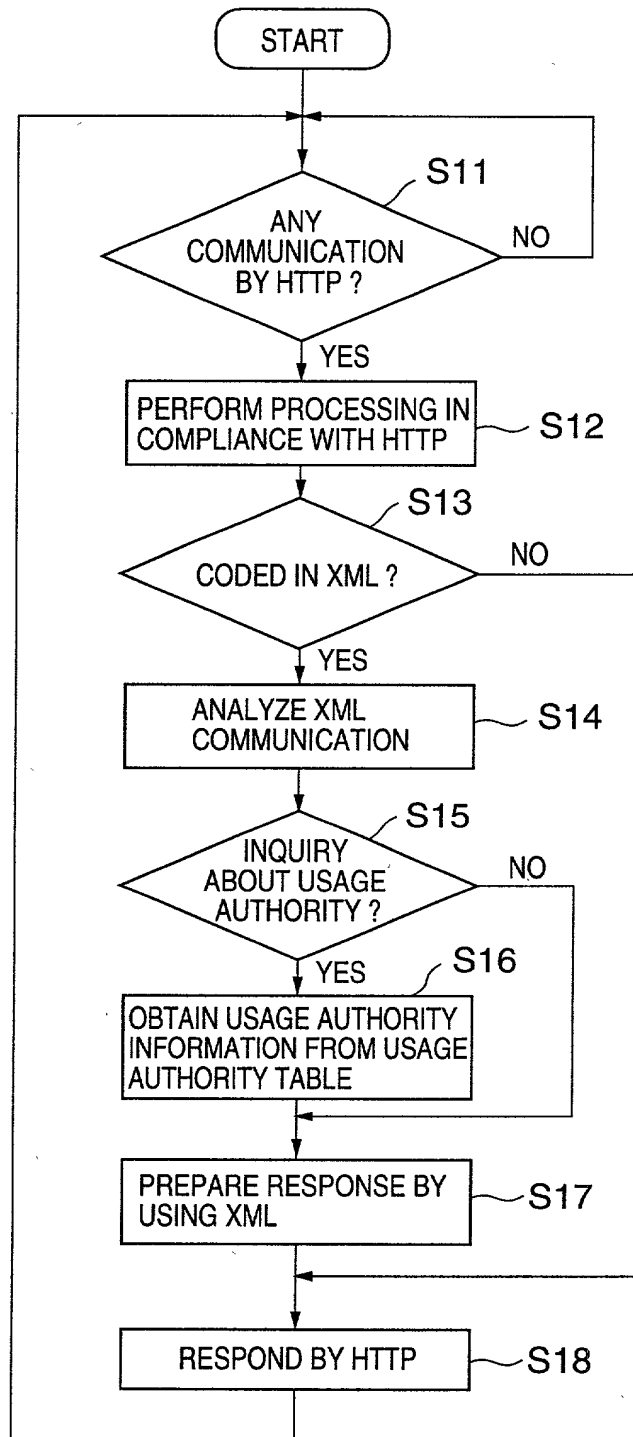 START
S11
ANY
COMMUNICATION
BY HTTP ?
NO
YES
PERFORM PROCESSING IN
COMPLIANCE WITH HTTP
S12
S13
CODED IN XML ?
NO
YES
ANALYZE XML
COMMUNICATION
S14
S15
INQUIRY
ABOUT USAGE
AUTHORITY ?
NO
YES
S16
OBTAIN USAGE AUTHORITY
INFORMATION FROM USAGE
AUTHORITY TABLE
PREPARE RESPONSE BY
USING XML
S17
RESPOND BY HTTP
S18